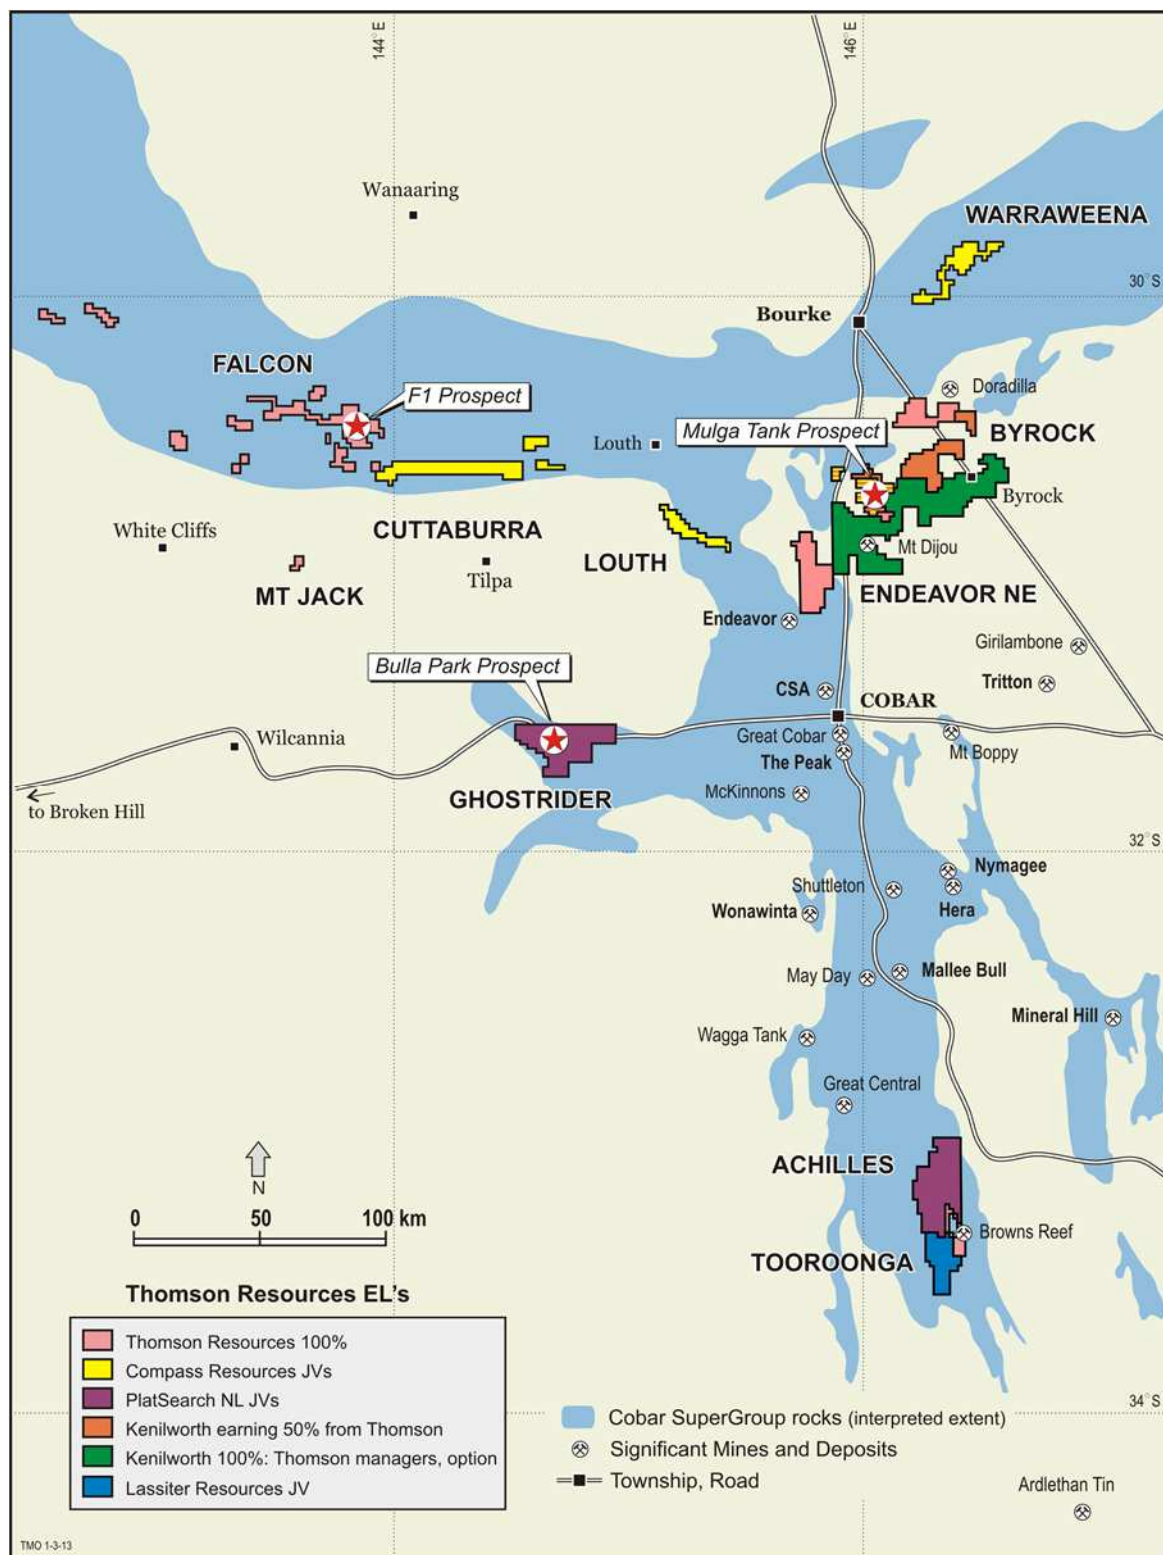 144°E
146°E
Wanaaring
WARRAWEENA
30°S
Bourke
FALCON
F1 Prospect
Doradilla
Mulga Tank Prospect
BYROCK
Louth
Byrock
White Cliffs
CUTTABURRA
Mt Dijou
LOUTH
Tilpa
MT JACK
ENDEAVOR NE
Endeavor
Girilambone
Bulla Park Prospect
Tritton
CSA
COBAR
Wilcannia
Great Cobar
Mt Boppy
The Peak
McKinnons
GHOSTRIDER
to Broken Hill
32°S
Nymagee
Shuttleton
Hera
Wonawinta
May Day
Mallee Bull
Mineral Hill
Wagga Tank
Great Central
ACHILLES
N
0 50 100 km
Browns Reef
TOOROONGA
Thomson Resources EL's
Thomson Resources 100%
Compass Resources JVs
PlatSearch NL JVs
Kenilworth earning 50% from Thomson
Kenilworth 100%: Thomson managers, option
Lassiter Resources JV
34°S
Cobar SuperGroup rocks (interpreted extent)
Significant Mines and Deposits
Township, Road
Ardlethan Tin
TMO 1-3-13